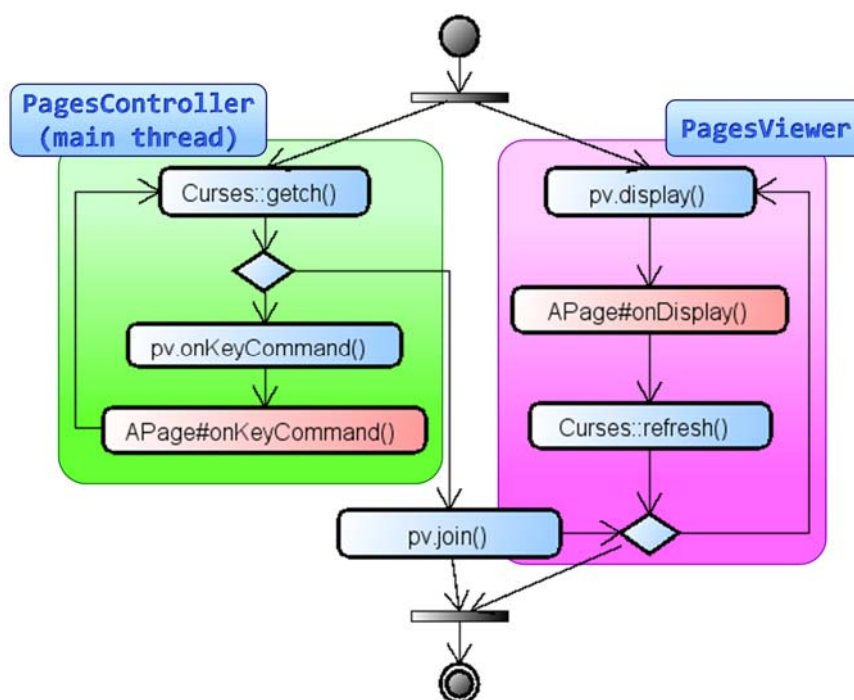 PagesController
(main thread)
PagesViewer
Curses::getch()
pv.display()
APage#onDisplay()
pv.onKeyCommand()
APage#onKeyCommand()
Curses::refresh()
pv.join()